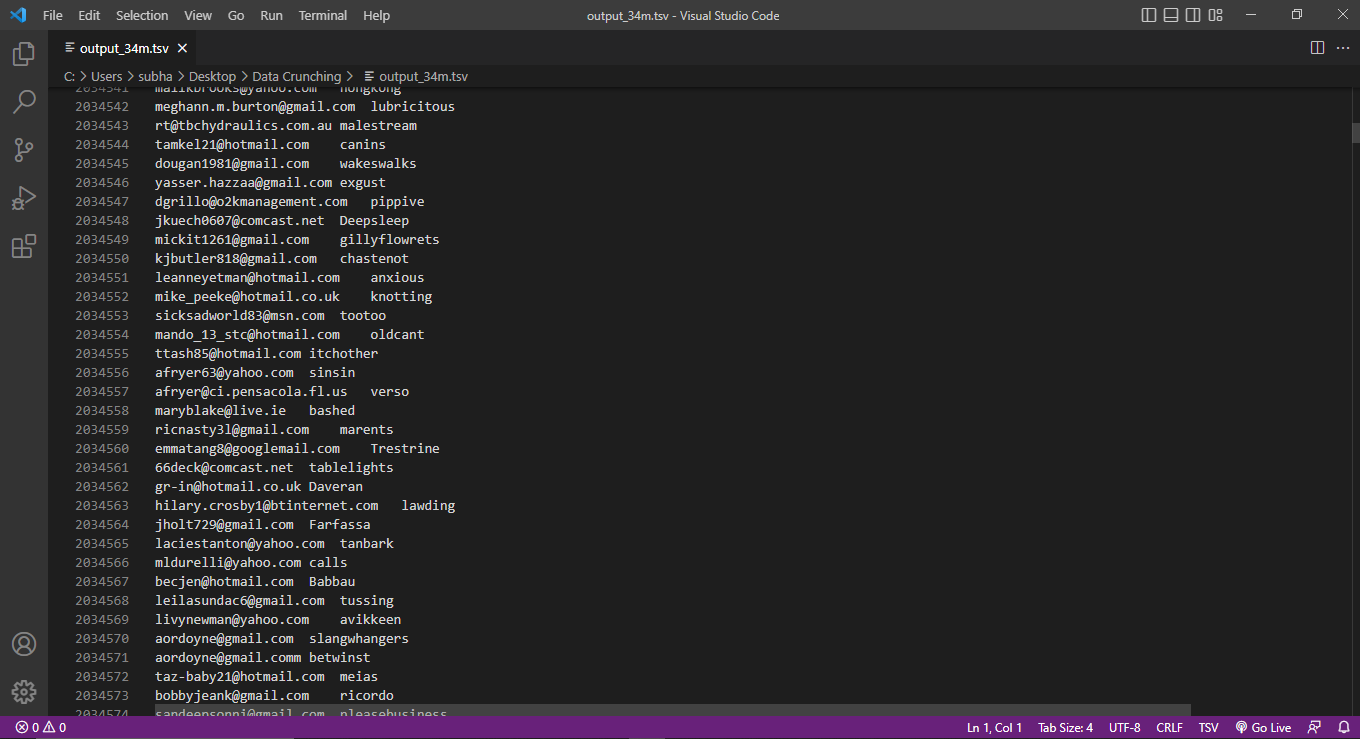 File Edit Selection View Go Run Terminal Help output_34m.tsv - Visual Studio Code
output_34m.tsv
C: > Users > subha > Desktop > Data Crunching > output_34m.tsv
2034541 malikbrooks@yahoo.com hongkong
2034542 meghann.m.burton@gmail.com lubricitous
2034543 rt@tbchydraulics.com.au malestream
2034544 tamkel21@hotmail.com canins
2034545 dougan1981@gmail.com wakeswalks
2034546 yasser.hazzaa@gmail.com exgust
2034547 dgrillo@o2kmanagement.com pippive
2034548 jkuech0607@comcast.net Deepsleep
2034549 mickit1261@gmail.com gillyflowrets
2034550 kjbutler818@gmail.com chastenot
2034551 leanneyetman@hotmail.com anxious
2034552 mike_peeke@hotmail.co.uk knotting
2034553 sicksadworld83@msn.com tootoo
2034554 mando_13_stc@hotmail.com oldcant
2034555 ttash85@hotmail.com itchother
2034556 afryer63@yahoo.com sinsin
2034557 afryer@ci.pensacola.fl.us verso
2034558 maryblake@live.ie bashed
2034559 ricnasty3l@gmail.com marents
2034560 emmatang8@googlemail.com Trestrine
2034561 66deck@comcast.net tablelights
2034562 gr-in@hotmail.co.uk Daveran
2034563 hilary.crosby1@btinternet.com lawding
2034564 jholt729@gmail.com Farfassa
2034565 laciestanton@yahoo.com tanbark
2034566 mldurelli@yahoo.com calls
2034567 becjen@hotmail.com Babbau
2034568 leilasundac6@gmail.com tussing
2034569 livynewman@yahoo.com avikkeen
2034570 aordoyne@gmail.com slangwhangers
2034571 aordoyne@gmail.comm betwinst
2034572 taz-baby21@hotmail.com meias
2034573 bobbyjeank@gmail.com ricordo
2034574 sandeepsonni@gmail.com pleasebusiness
0 0 Ln 1, Col 1 Tab Size: 4 UTF-8 CRLF TSV Go Live